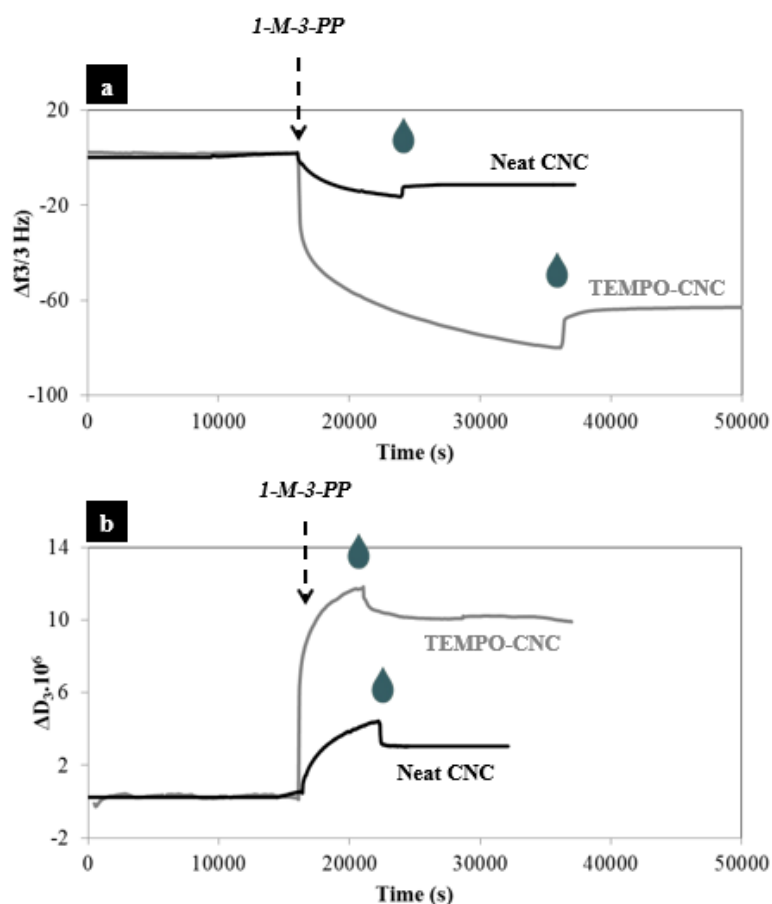 1-M-3-PP
a
20
-20
-60
-100
Δf3/3 Hz
Neat CNC
TEMPO-CNC
0 10000 20000 30000 40000 50000
Time (s)
1-M-3-PP
b
14
10
6
2
-2
ΔD₃.10⁶
TEMPO-CNC
Neat CNC
0 10000 20000 30000 40000 50000
Time (s)